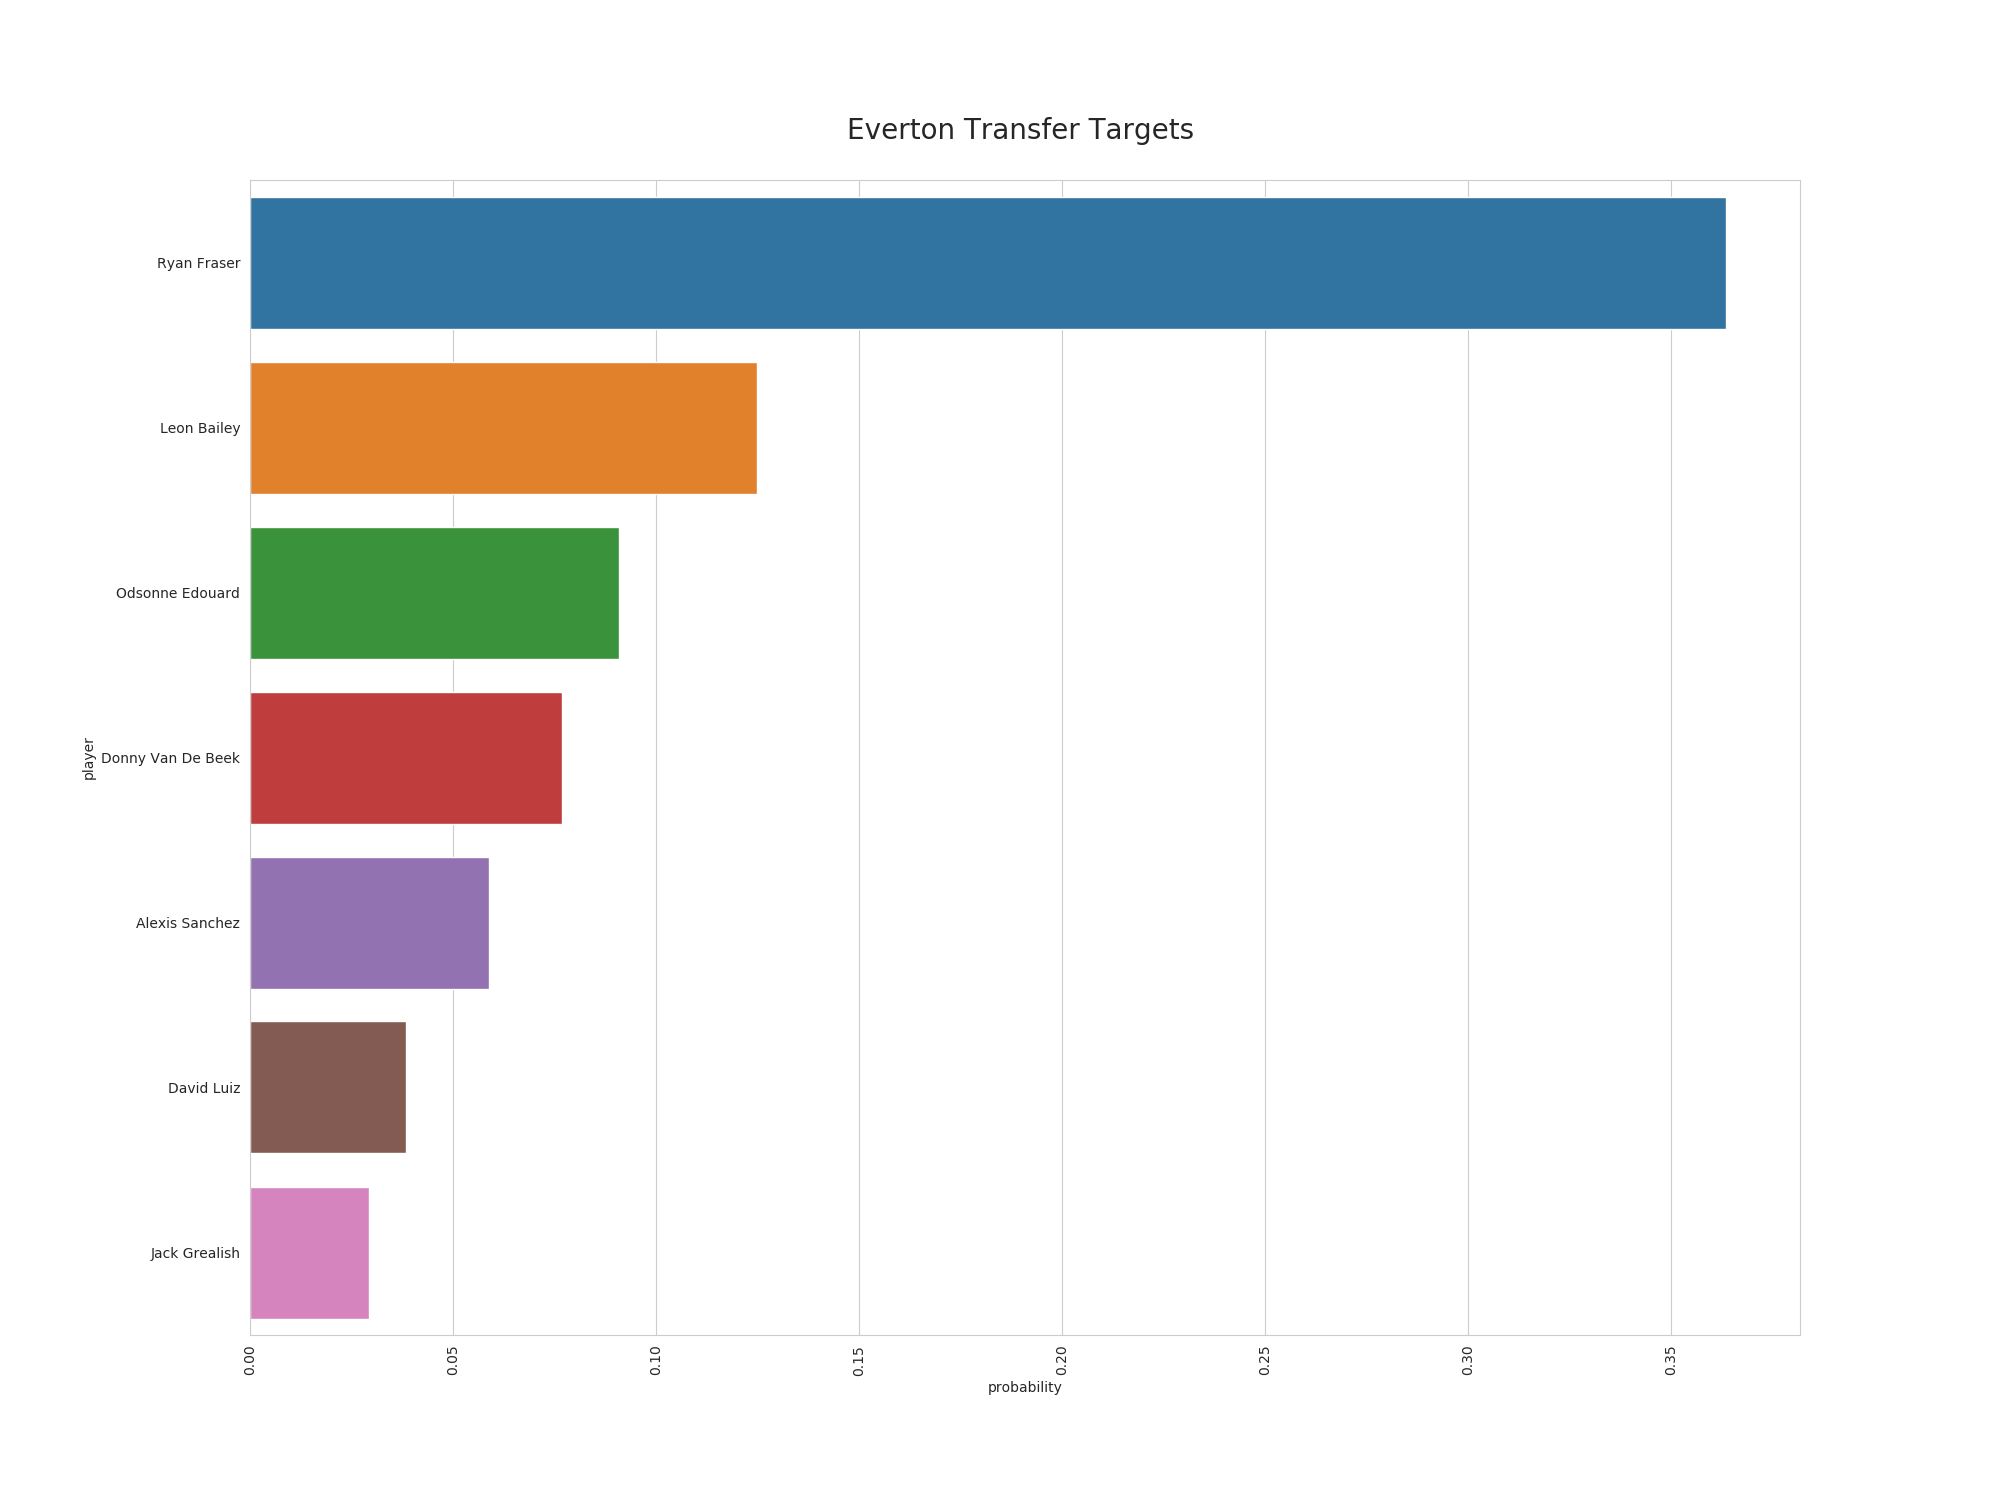 Everton Transfer Targets
player
Ryan Fraser
Leon Bailey
Odsonne Edouard
Donny Van De Beek
Alexis Sanchez
David Luiz
Jack Grealish
0.00
0.05
0.10
0.15
0.20
0.25
0.30
0.35
probability